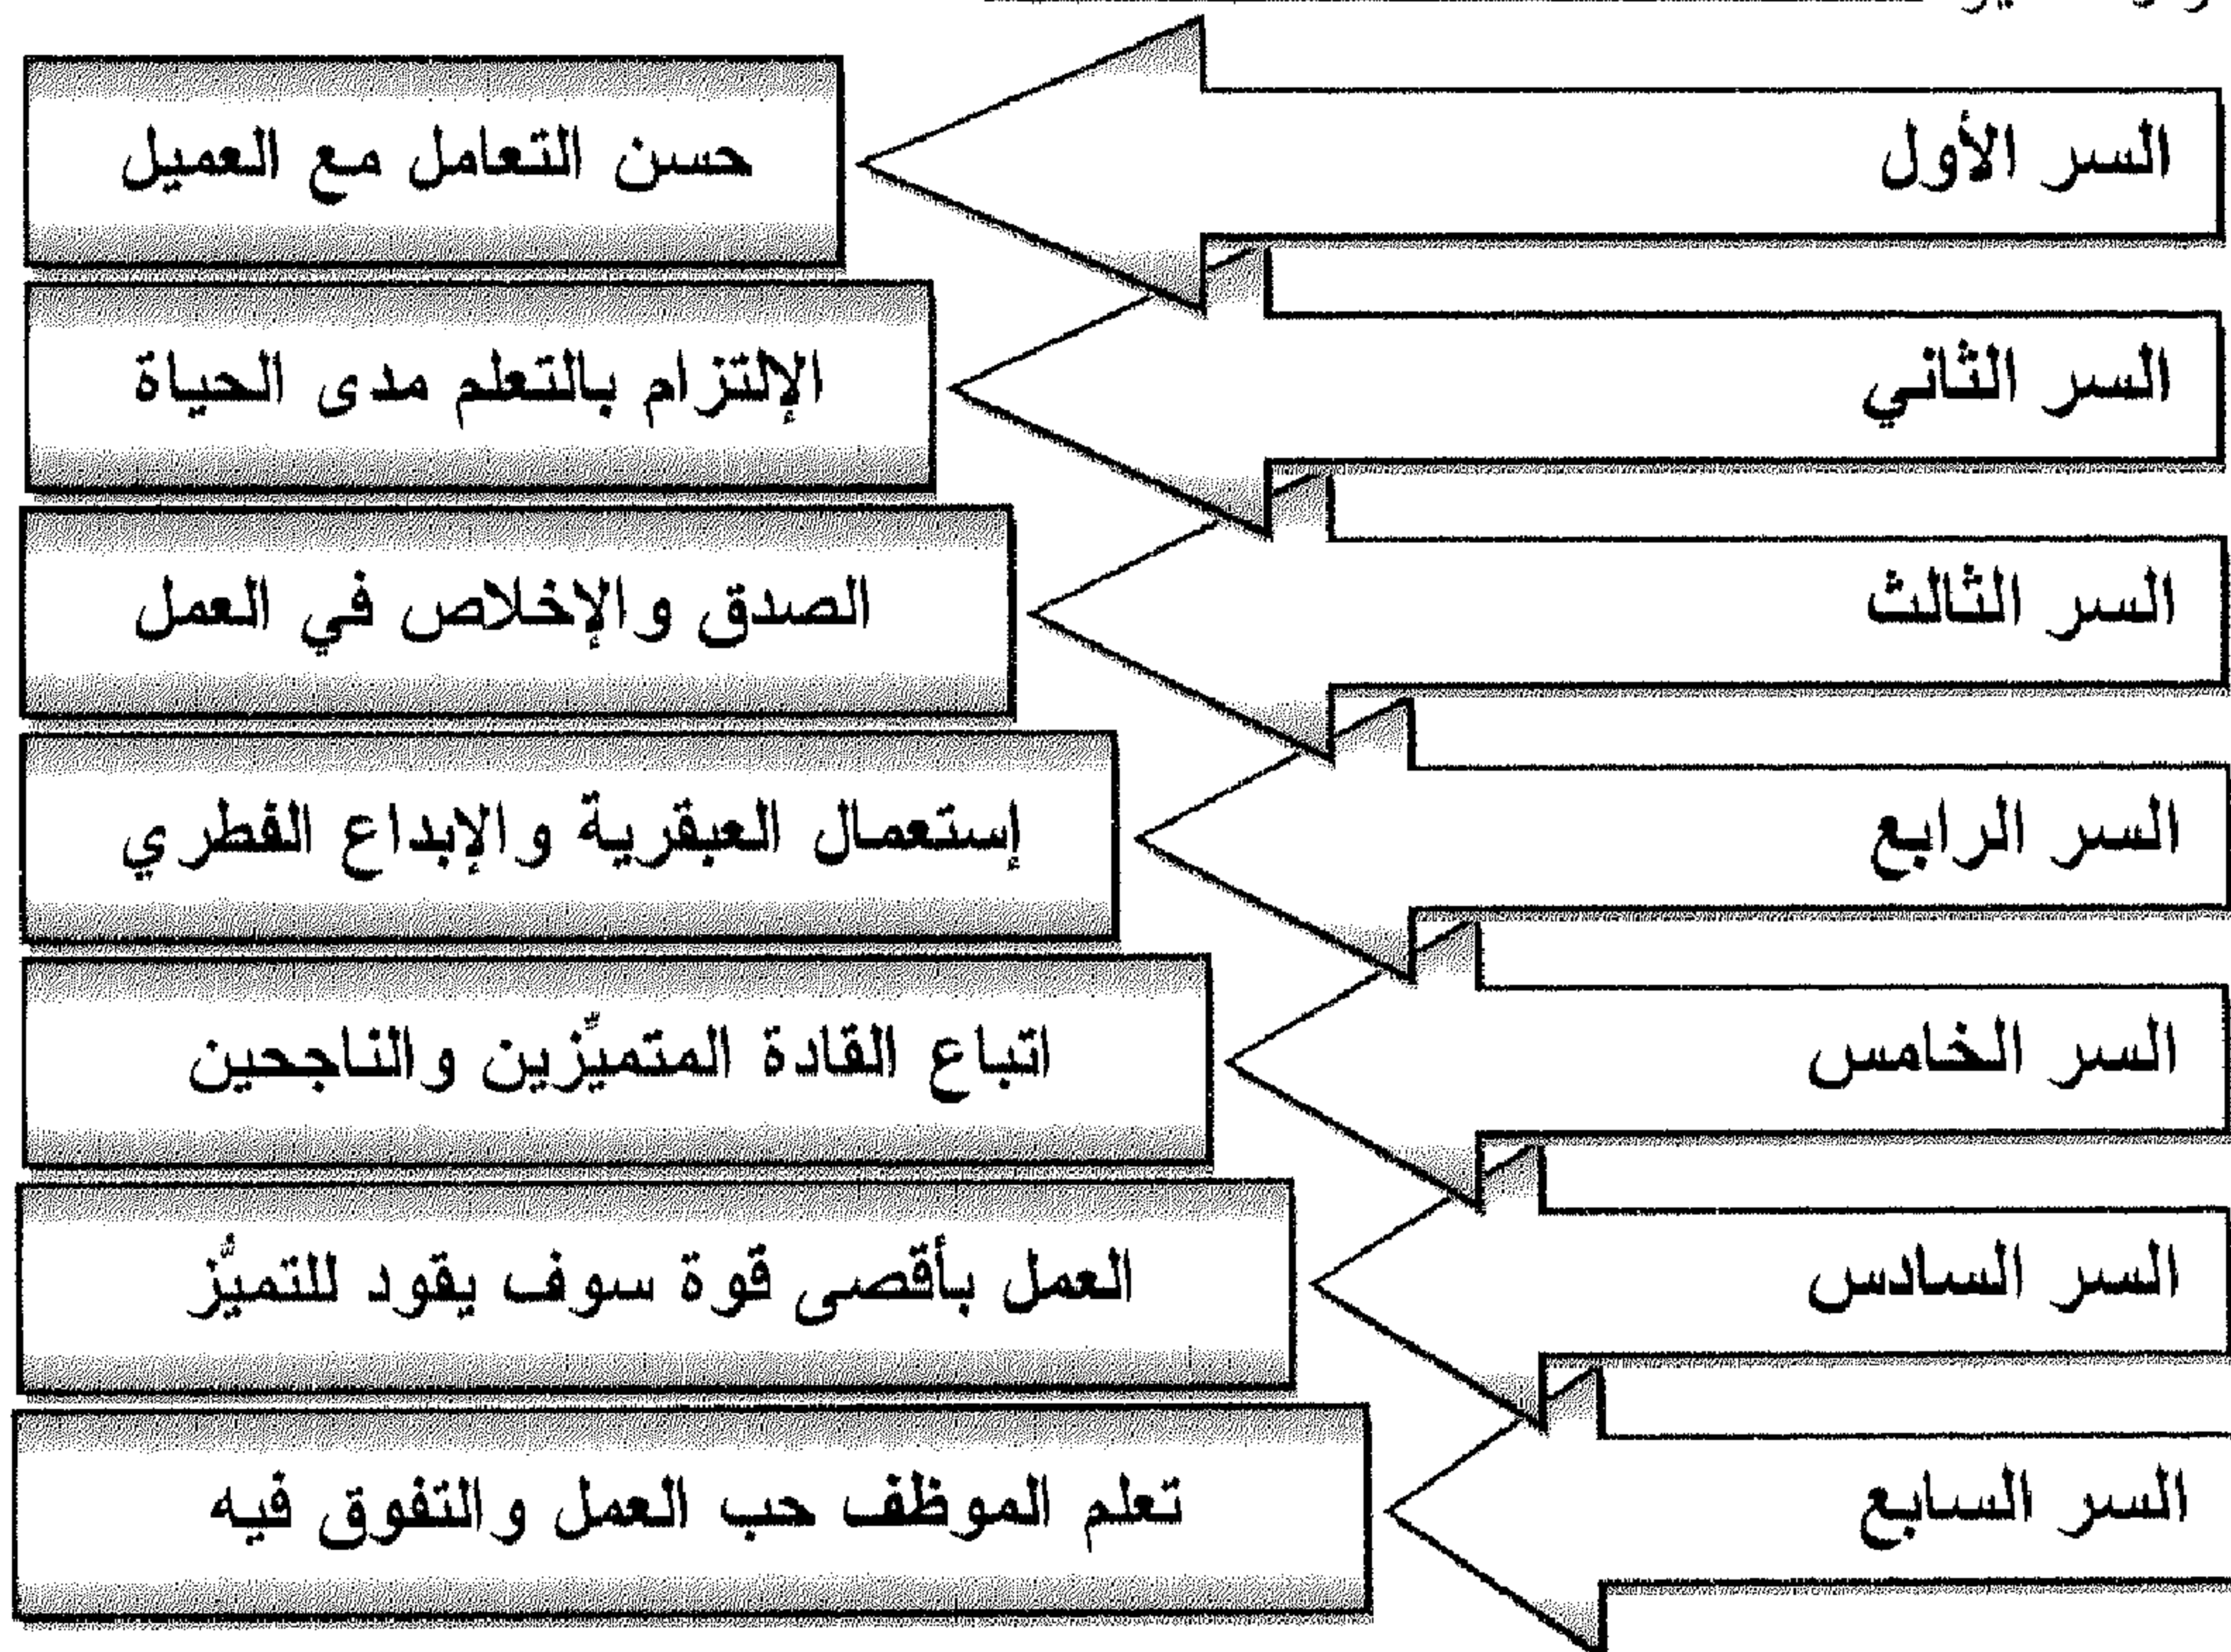 السر الأول حسن التعامل مع العميل
السر الثاني الإلتزام بالتعلم مدى الحياة
السر الثالث الصدق والإخلاص في العمل
السر الرابع إستعمال العبقرية والإبداع الفطري
السر الخامس اتباع القادة المتميِّزين والناجحين
السر السادس العمل بأقصى قوة سوف يقود للتميُّز
السر السابع تعلم الموظف حب العمل والتفوق فيه